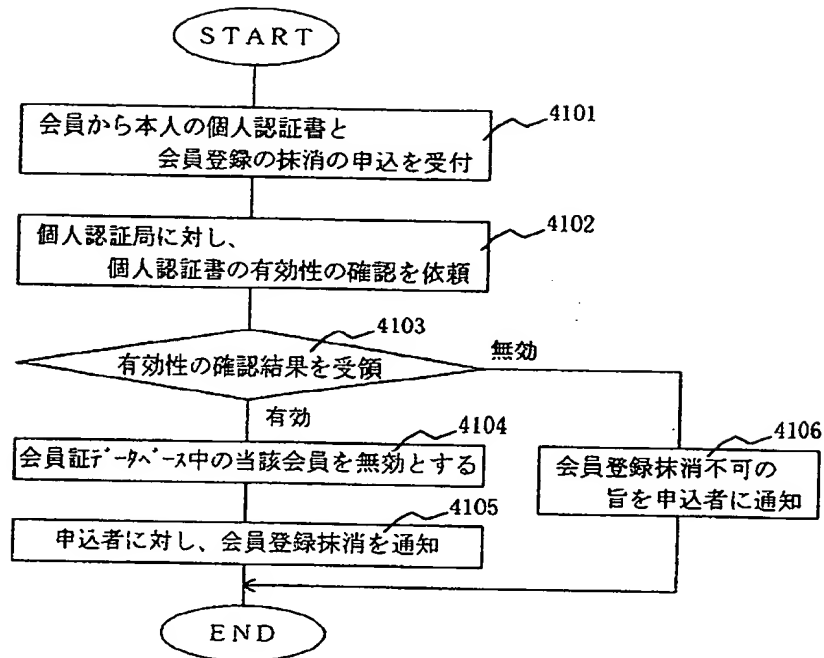 START
会員から本人の個人認証書と
会員登録の抹消の申込を受付
4101
個人認証局に対し、
個人認証書の有効性の確認を依頼
4102
有効性の確認結果を受領
4103
無効
有効
会員証ﾃﾞｰﾀﾍﾞｰｽ中の当該会員を無効とする
4104
会員登録抹消不可の
旨を申込者に通知
4106
申込者に対し、会員登録抹消を通知
4105
END